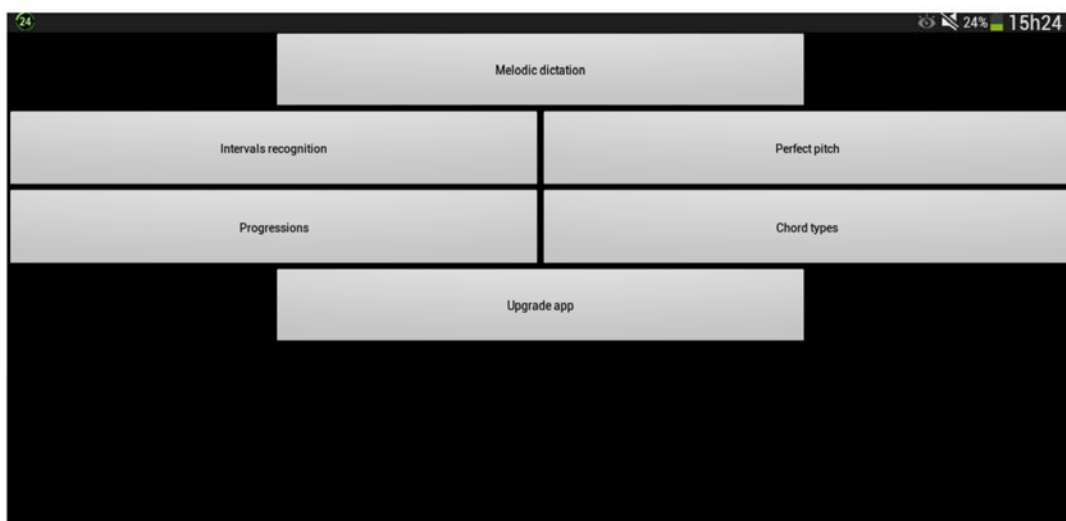 24 24% 15h24
Melodic dictation
Intervals recognition Perfect pitch
Progressions Chord types
Upgrade app